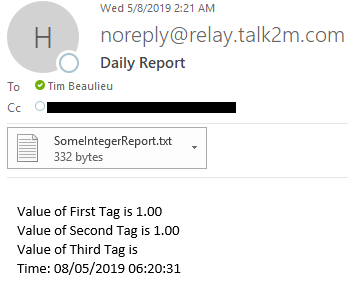 Wed 5/8/2019 2:21 AM
H
noreply@relay.talk2m.com
Daily Report
To Tim Beaulieu
Cc
SomeIntegerReport.txt
332 bytes
Value of First Tag is 1.00
Value of Second Tag is 1.00
Value of Third Tag is
Time: 08/05/2019 06:20:31